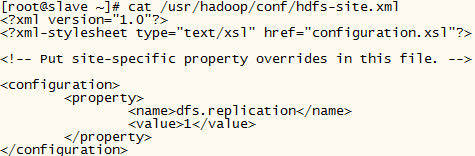 [root@slave ~]# cat /usr/hadoop/conf/hdfs-site.xml
<?xml version="1.0"?>
<?xml-stylesheet type="text/xsl" href="configuration.xsl"?>
<!-- Put site-specific property overrides in this file. -->
<configuration>
<property>
<name>dfs.replication</name>
<value>1</value>
</property>
</configuration>